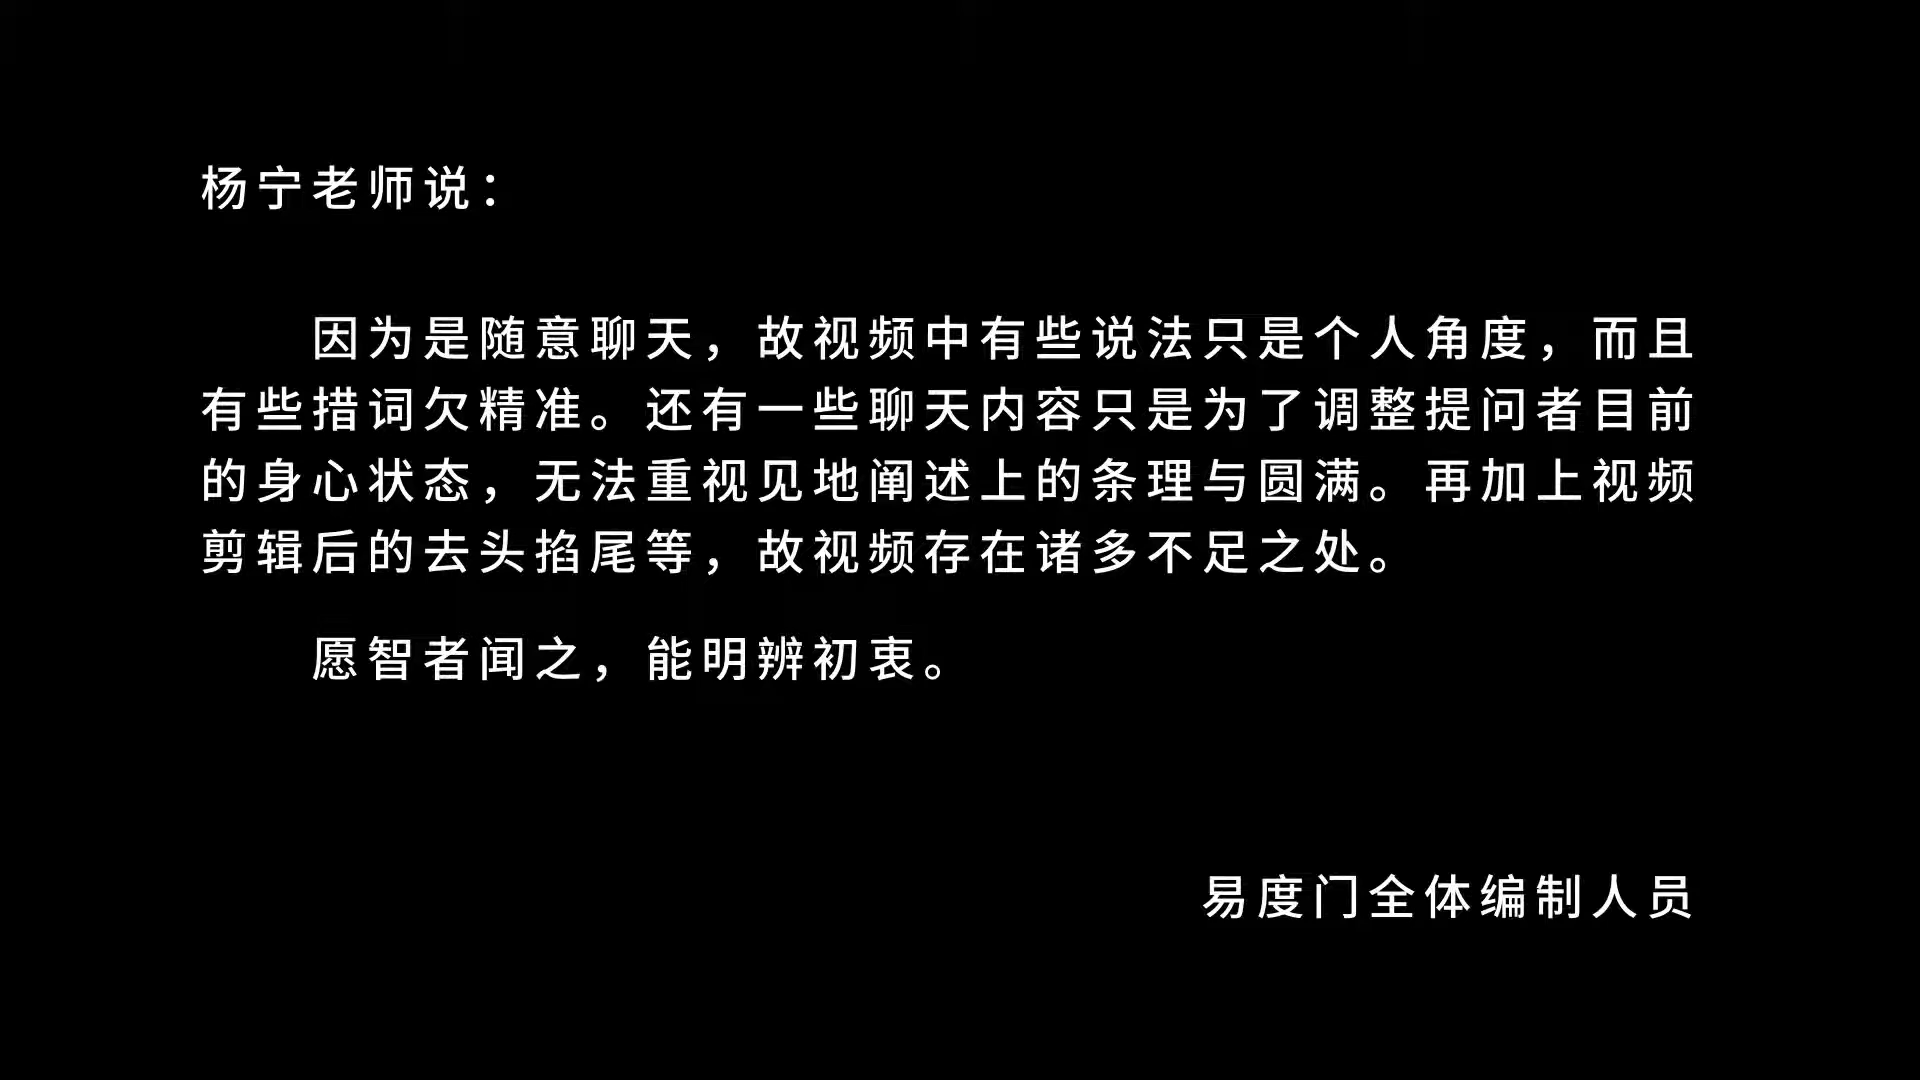 杨宁老师说：
因为是随意聊天，故视频中有些说法只是个人角度，而且
有些措词欠精准。还有一些聊天内容只是为了调整提问者目前
的身心状态，无法重视见地阐述上的条理与圆满。再加上视频
剪辑后的去头掐尾等，故视频存在诸多不足之处。
愿智者闻之，能明辨初衷。
易度门全体编制人员